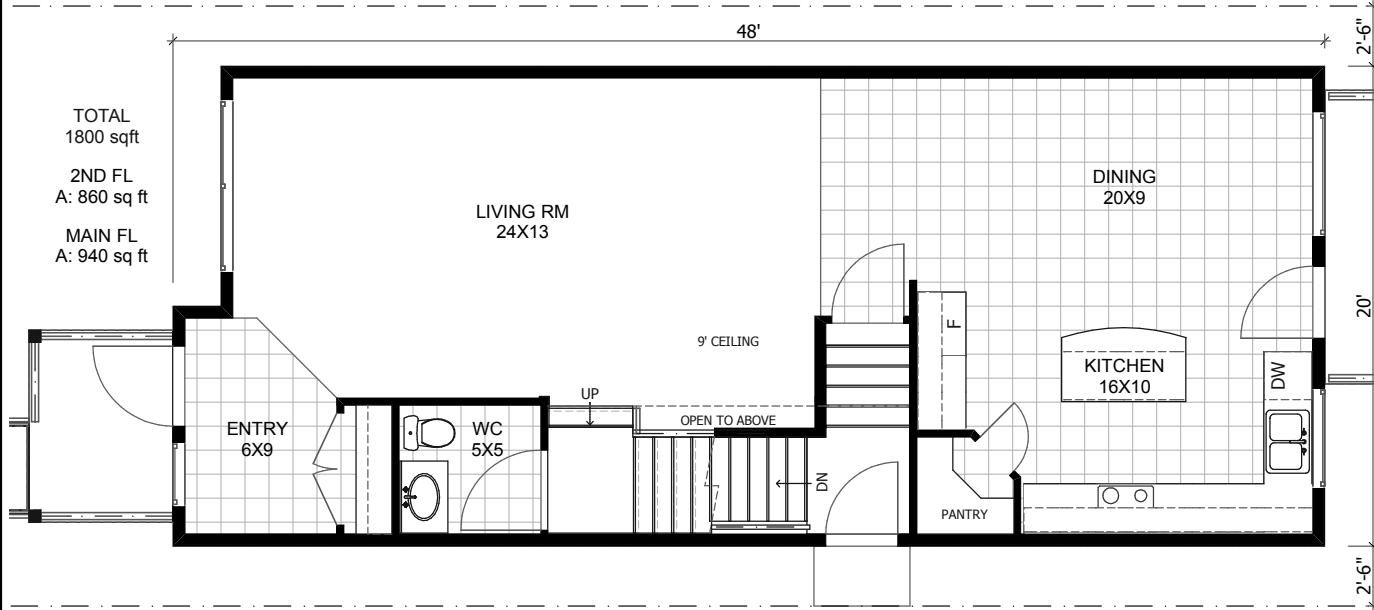 48'
2'-6"
TOTAL
1800 sqft
2ND FL
A: 860 sq ft
MAIN FL
A: 940 sq ft
LIVING RM
24X13
DINING
20X9
20'
9' CEILING
F
KITCHEN
16X10
DW
UP
OPEN TO ABOVE
ENTRY
6X9
WC
5X5
DN
PANTRY
2'-6"